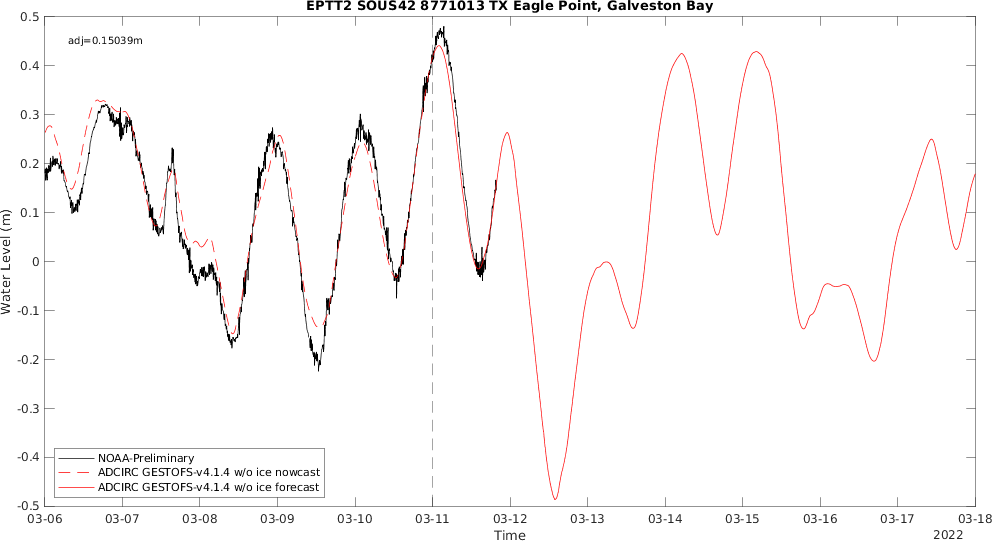 EPTT2 SOUS42 8771013 TX Eagle Point, Galveston Bay
adj=0.15039m
0.5
0.4
0.3
0.2
0.1
0
-0.1
-0.2
-0.3
-0.4
-0.5
Water Level (m)
NOAA-Preliminary
ADCIRC GESTOFS-v4.1.4 w/o ice nowcast
ADCIRC GESTOFS-v4.1.4 w/o ice forecast
03-06 03-07 03-08 03-09 03-10 03-11 03-12 03-13 03-14 03-15 03-16 03-17 03-18
Time
2022